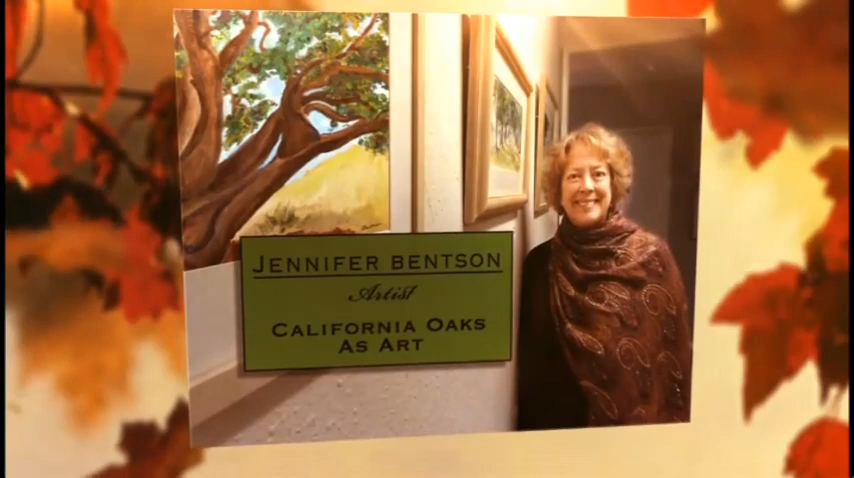 JENNIFER BENTSON
Artist
CALIFORNIA OAKS
AS ART